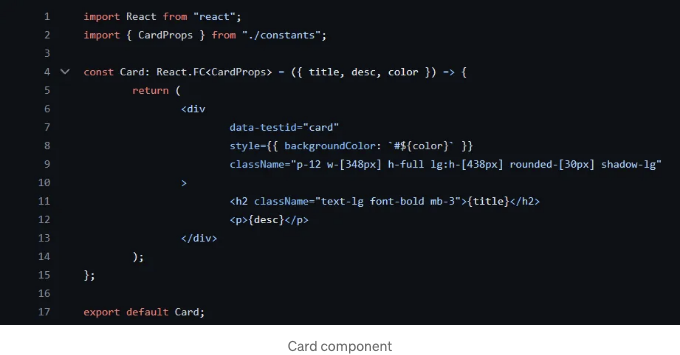 1 import React from "react";
2 import { CardProps } from "./constants";
3
4 const Card: React.FC<CardProps> = ({ title, desc, color }) => {
5 return (
6 <div
7 data-testid="card"
8 style={{ backgroundColor: `#${color}` }}
9 className="p-12 w-[348px] h-full lg:h-[438px] rounded-[30px] shadow-lg"
10 >
11 <h2 className="text-lg font-bold mb-3">{title}</h2>
12 <p>{desc}</p>
13 </div>
14 );
15 };
16
17 export default Card;
Card component